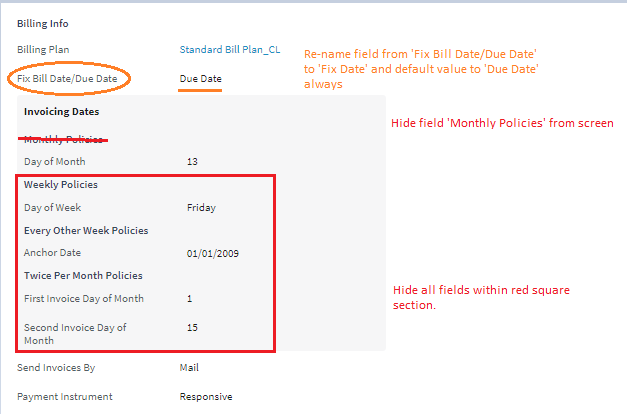 Billing Info
Billing Plan Standard Bill Plan_CL
Re-name field from 'Fix Bill Date/Due Date'
to 'Fix Date' and default value to 'Due Date'
always
Fix Bill Date/Due Date Due Date
Invoicing Dates
Hide field 'Monthly Policies' from screen
Monthly Policies
Day of Month 13
Weekly Policies
Day of Week Friday
Every Other Week Policies
Anchor Date 01/01/2009
Twice Per Month Policies
First Invoice Day of Month 1
Hide all fields within red square
section.
Second Invoice Day of 15
Month
Send Invoices By Mail
Payment Instrument Responsive